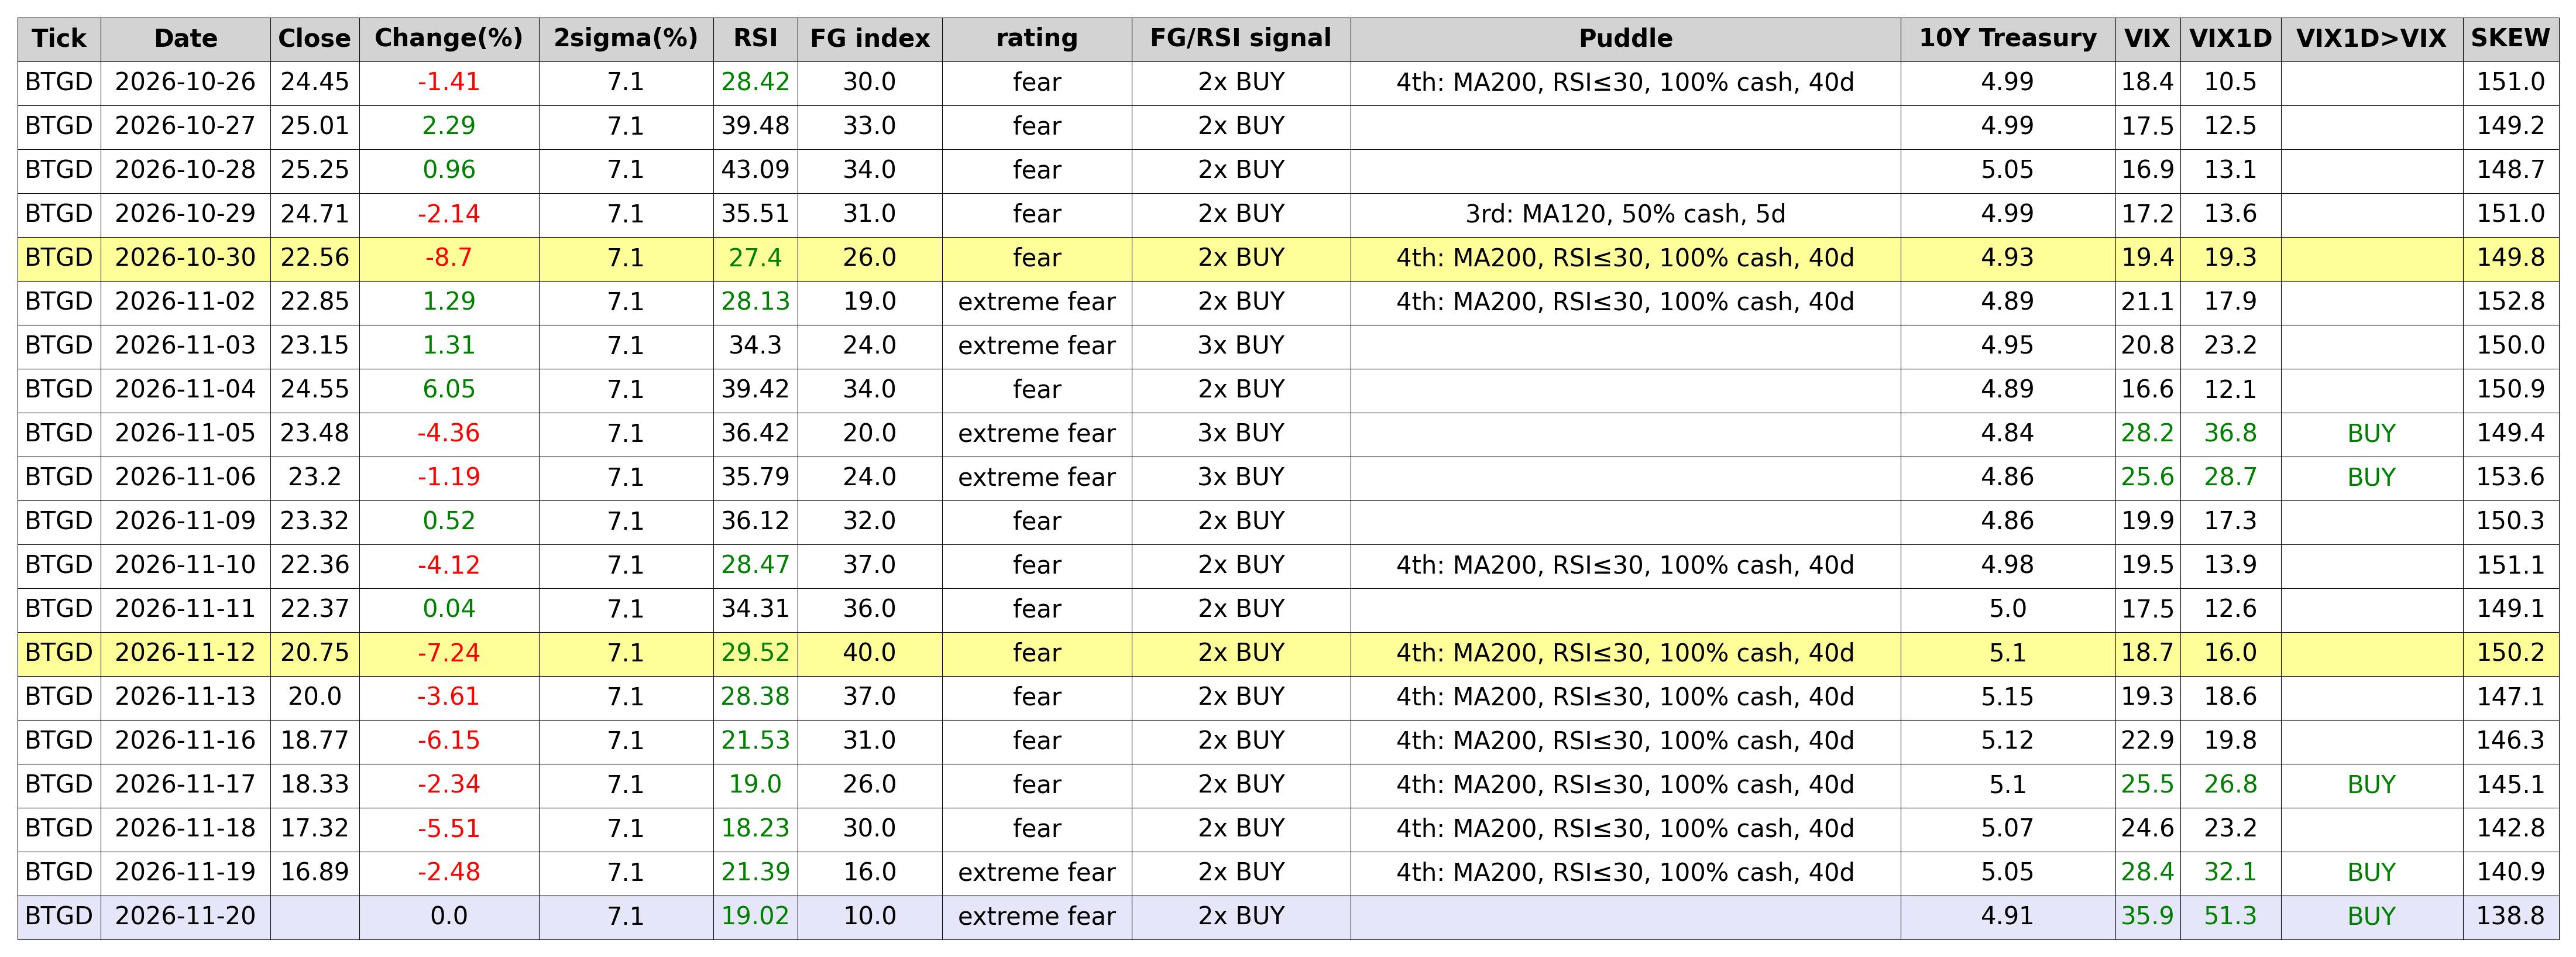 Tick Date Close Change(%) 2sigma(%) RSI FG index rating FG/RSI signal Puddle 10Y Treasury VIX VIX1D VIX1D>VIX SKEW
BTGD 2026-10-26 24.45 -1.41 7.1 28.42 30.0 fear 2x BUY 4th: MA200, RSI≤30, 100% cash, 40d 4.99 18.4 10.5 151.0
BTGD 2026-10-27 25.01 2.29 7.1 39.48 33.0 fear 2x BUY 4.99 17.5 12.5 149.2
BTGD 2026-10-28 25.25 0.96 7.1 43.09 34.0 fear 2x BUY 5.05 16.9 13.1 148.7
BTGD 2026-10-29 24.71 -2.14 7.1 35.51 31.0 fear 2x BUY 3rd: MA120, 50% cash, 5d 4.99 17.2 13.6 151.0
BTGD 2026-10-30 22.56 -8.7 7.1 27.4 26.0 fear 2x BUY 4th: MA200, RSI≤30, 100% cash, 40d 4.93 19.4 19.3 149.8
BTGD 2026-11-02 22.85 1.29 7.1 28.13 19.0 extreme fear 2x BUY 4th: MA200, RSI≤30, 100% cash, 40d 4.89 21.1 17.9 152.8
BTGD 2026-11-03 23.15 1.31 7.1 34.3 24.0 extreme fear 3x BUY 4.95 20.8 23.2 150.0
BTGD 2026-11-04 24.55 6.05 7.1 39.42 34.0 fear 2x BUY 4.89 16.6 12.1 150.9
BTGD 2026-11-05 23.48 -4.36 7.1 36.42 20.0 extreme fear 3x BUY 4.84 28.2 36.8 BUY 149.4
BTGD 2026-11-06 23.2 -1.19 7.1 35.79 24.0 extreme fear 3x BUY 4.86 25.6 28.7 BUY 153.6
BTGD 2026-11-09 23.32 0.52 7.1 36.12 32.0 fear 2x BUY 4.86 19.9 17.3 150.3
BTGD 2026-11-10 22.36 -4.12 7.1 28.47 37.0 fear 2x BUY 4th: MA200, RSI≤30, 100% cash, 40d 4.98 19.5 13.9 151.1
BTGD 2026-11-11 22.37 0.04 7.1 34.31 36.0 fear 2x BUY 5.0 17.5 12.6 149.1
BTGD 2026-11-12 20.75 -7.24 7.1 29.52 40.0 fear 2x BUY 4th: MA200, RSI≤30, 100% cash, 40d 5.1 18.7 16.0 150.2
BTGD 2026-11-13 20.0 -3.61 7.1 28.38 37.0 fear 2x BUY 4th: MA200, RSI≤30, 100% cash, 40d 5.15 19.3 18.6 147.1
BTGD 2026-11-16 18.77 -6.15 7.1 21.53 31.0 fear 2x BUY 4th: MA200, RSI≤30, 100% cash, 40d 5.12 22.9 19.8 146.3
BTGD 2026-11-17 18.33 -2.34 7.1 19.0 26.0 fear 2x BUY 4th: MA200, RSI≤30, 100% cash, 40d 5.1 25.5 26.8 BUY 145.1
BTGD 2026-11-18 17.32 -5.51 7.1 18.23 30.0 fear 2x BUY 4th: MA200, RSI≤30, 100% cash, 40d 5.07 24.6 23.2 142.8
BTGD 2026-11-19 16.89 -2.48 7.1 21.39 16.0 extreme fear 2x BUY 4th: MA200, RSI≤30, 100% cash, 40d 5.05 28.4 32.1 BUY 140.9
BTGD 2026-11-20 0.0 7.1 19.02 10.0 extreme fear 2x BUY 4.91 35.9 51.3 BUY 138.8